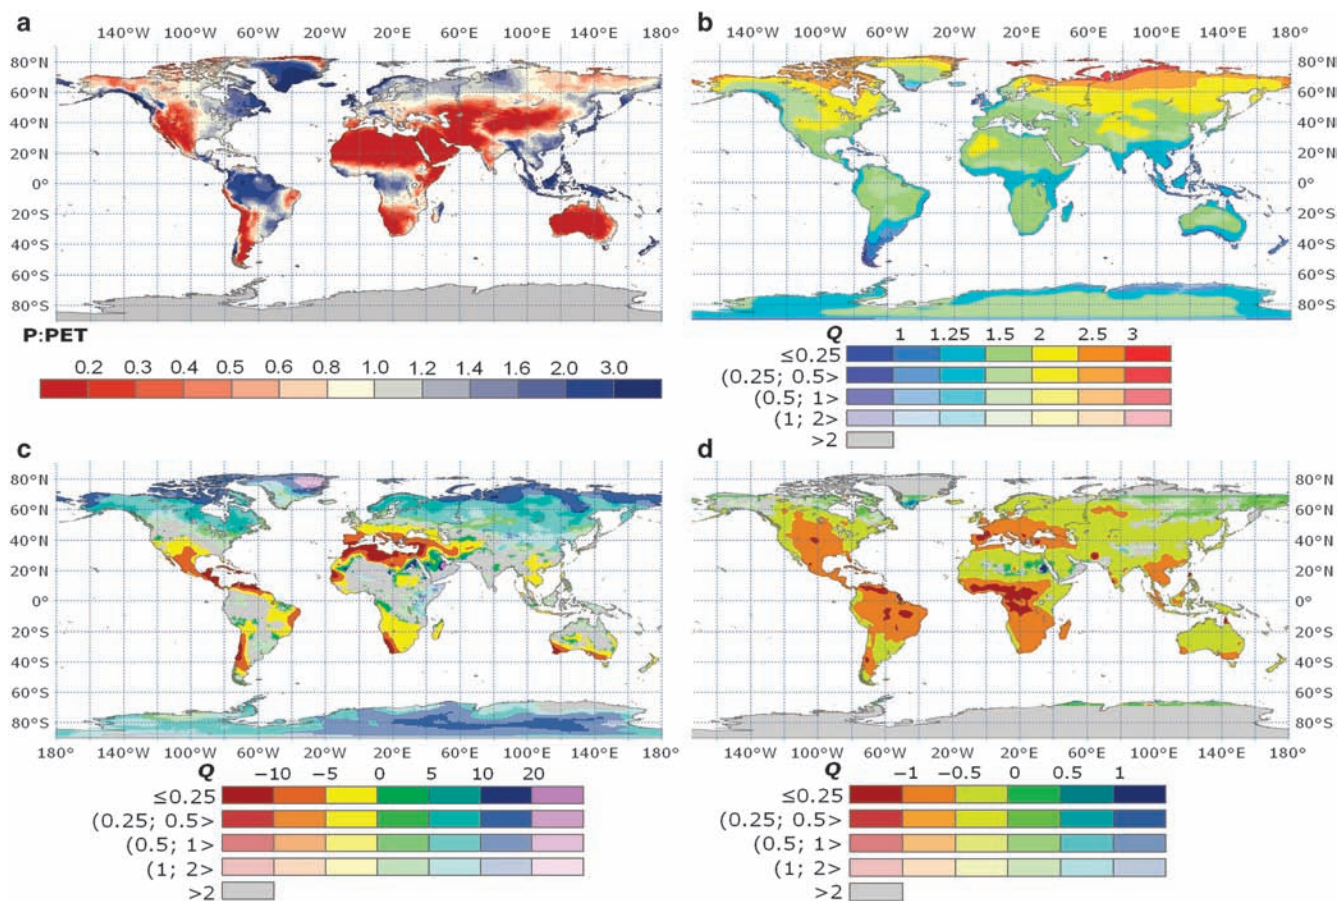 a
b
140°W 100°W 60°W 20°W 20°E 60°E 100°E 140°E 180°
140°W 100°W 60°W 20°W 20°E 60°E 100°E 140°E 180°
80°N
60°N
40°N
20°N
0°
20°S
40°S
60°S
80°S
80°N
60°N
40°N
20°N
0°
20°S
40°S
60°S
80°S
P:PET
0.2 0.3 0.4 0.5 0.6 0.8 1.0 1.2 1.4 1.6 2.0 3.0
Q 1 1.25 1.5 2 2.5 3
≤0.25
(0.25; 0.5>
(0.5; 1>
(1; 2>
>2
c
d
80°N
60°N
40°N
20°N
0°
20°S
40°S
60°S
80°S
80°N
60°N
40°N
20°N
0°
20°S
40°S
60°S
80°S
180° 140°W 100°W 60°W 20°W 20°E 60°E 100°E 140°E 180°
140°W 100°W 60°W 20°W 20°E 60°E 100°E 140°E 180°
Q −10 −5 0 5 10 20
≤0.25
(0.25; 0.5>
(0.5; 1>
(1; 2>
>2
Q −1 −0.5 0 0.5 1
≤0.25
(0.25; 0.5>
(0.5; 1>
(1; 2>
>2